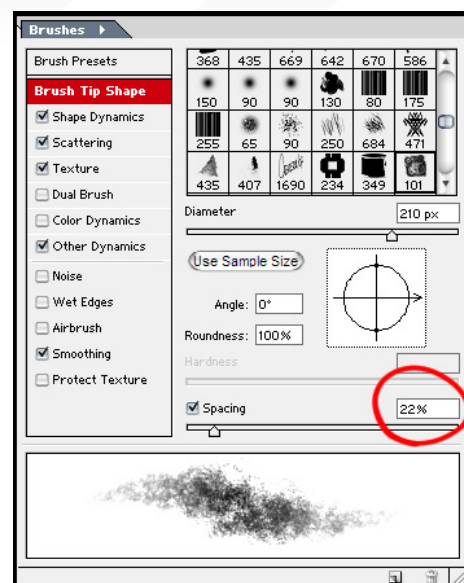 Brushes
Brush Presets
Brush Tip Shape
Shape Dynamics
Scattering
Texture
Dual Brush
Color Dynamics
Other Dynamics
Noise
Wet Edges
Airbrush
Smoothing
Protect Texture
368 435 669 642 670 586
150 90 90 130 80 175
255 65 90 250 684 471
435 407 1690 234 349 101
Diameter 210 px
Use Sample Size
Angle: 0°
Roundness: 100%
Hardness
Spacing 22%